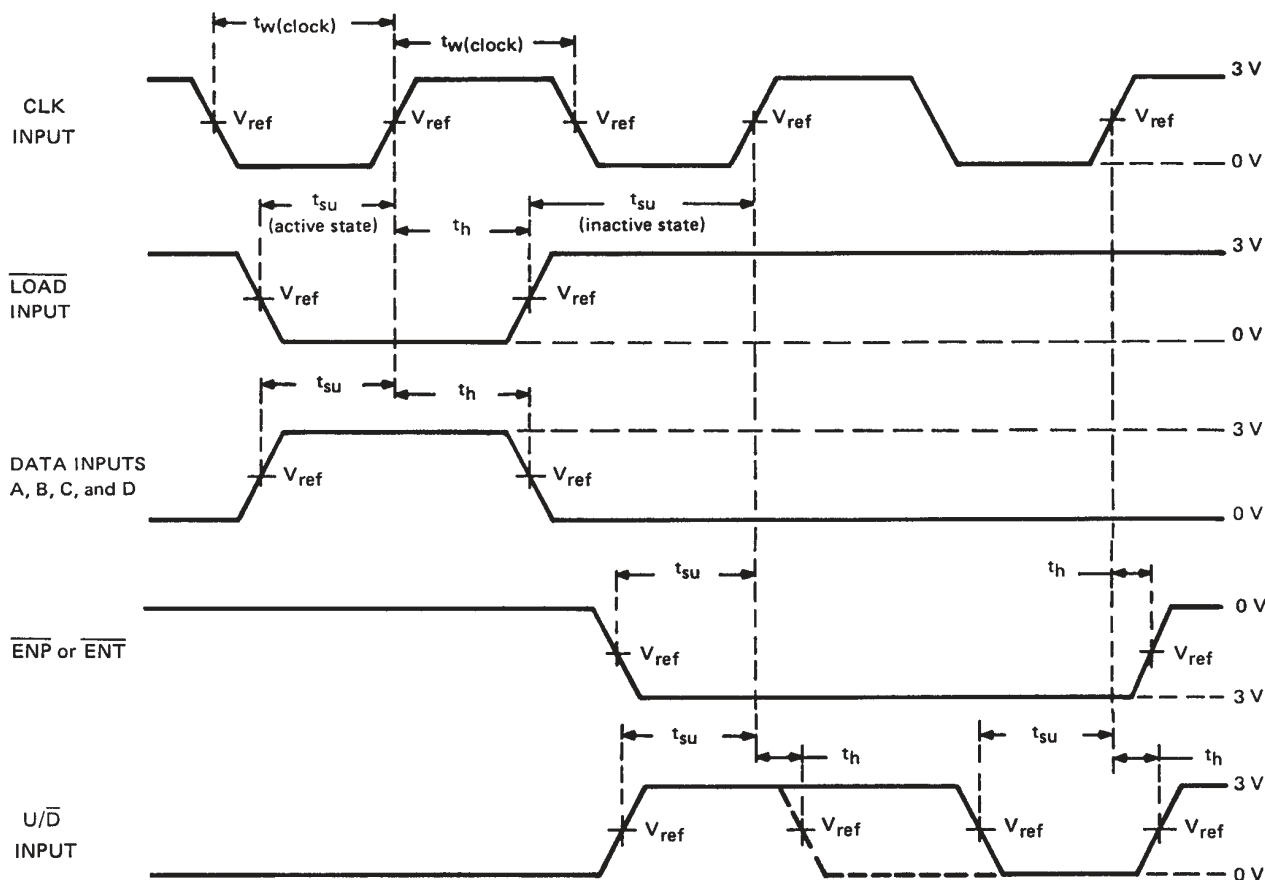 tw(clock)
tw(clock)
3 V
CLK
INPUT
Vref
Vref
Vref
Vref
Vref
0 V
tsu
(active state)
th
tsu
(inactive state)
3 V
LOAD
INPUT
Vref
Vref
0 V
tsu
th
3 V
DATA INPUTS
A, B, C, and D
Vref
Vref
0 V
tsu
th
0 V
ENP or ENT
Vref
Vref
3 V
tsu
th
tsu
th
3 V
U/D
INPUT
Vref
Vref
Vref
Vref
0 V